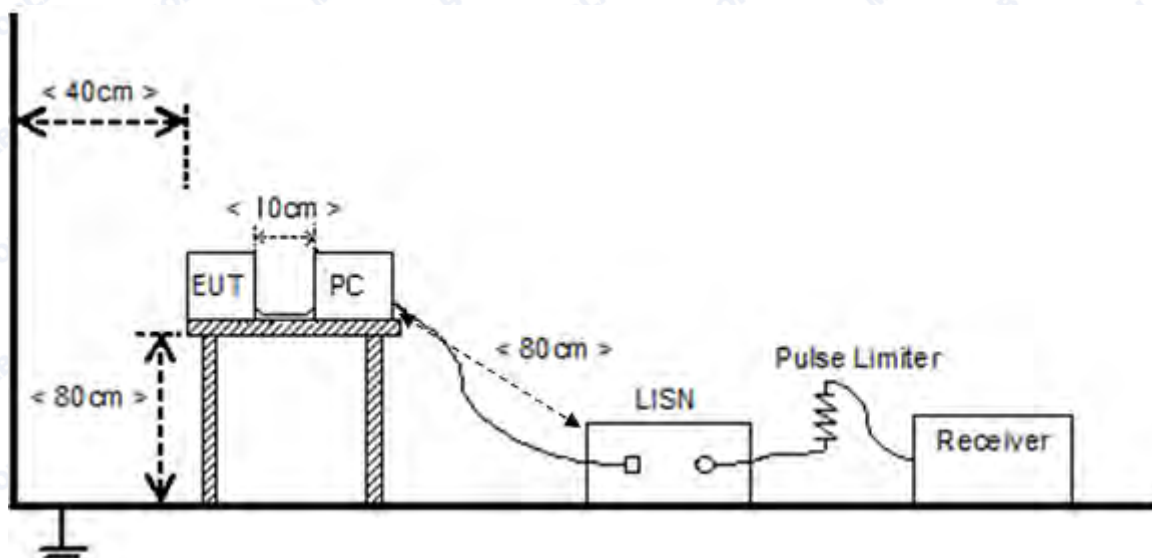 < 40cm >
< 10cm >
EUT
PC
< 80cm >
Pulse Limiter
< 80cm >
LISN
Receiver